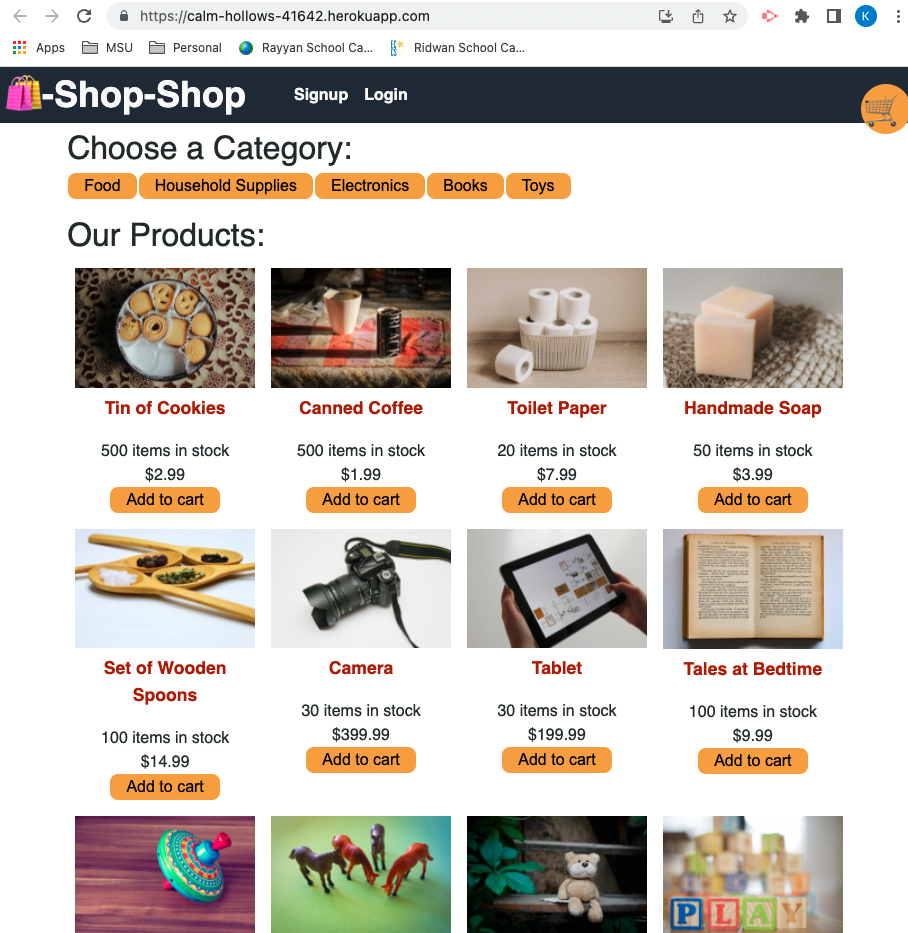 https://calm-hollows-41642.herokuapp.com
K
Apps MSU Personal Rayyan School Ca... Ridwan School Ca...
-Shop-Shop Signup Login
Choose a Category:
Food Household Supplies Electronics Books Toys
Our Products:
Tin of Cookies Canned Coffee Toilet Paper Handmade Soap
500 items in stock 500 items in stock 20 items in stock 50 items in stock
$2.99 $1.99 $7.99 $3.99
Add to cart Add to cart Add to cart Add to cart
Set of Wooden Spoons Camera Tablet Tales at Bedtime
100 items in stock 30 items in stock 30 items in stock 100 items in stock
$14.99 $399.99 $199.99 $9.99
Add to cart Add to cart Add to cart Add to cart
PLAY